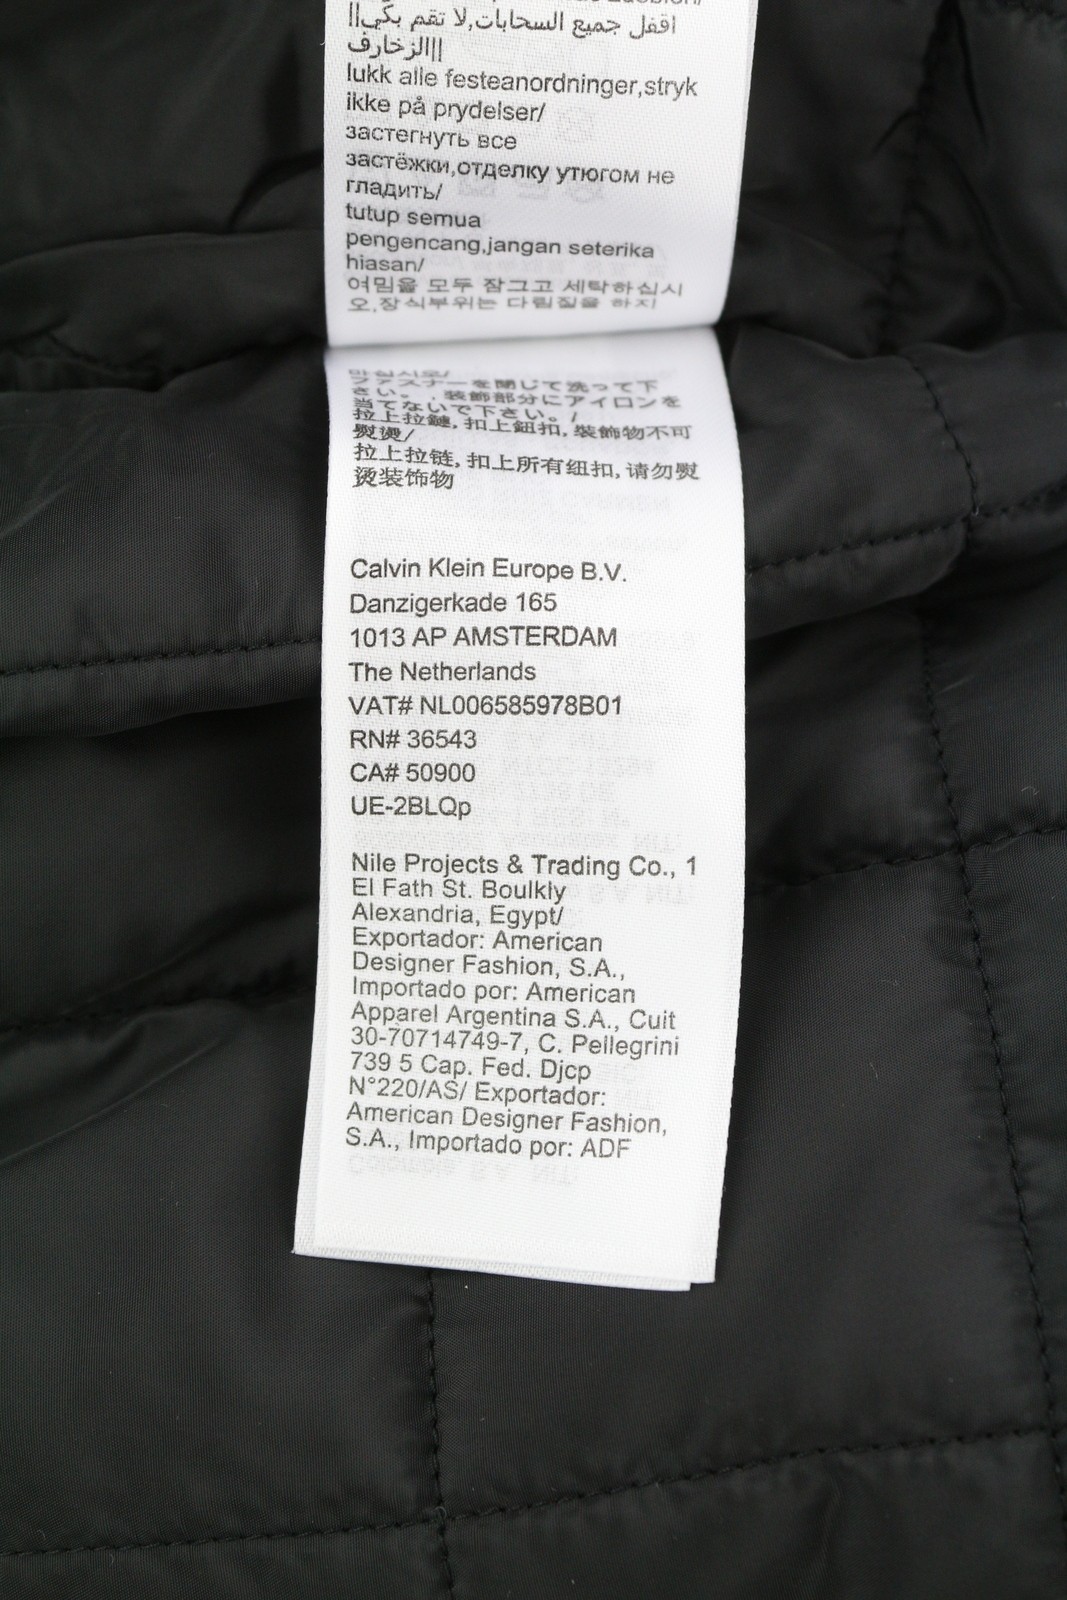 اقفل جميع السحابات,لا تقم بكي||
||الزخارف
lukk alle festeanordninger,stryk
ikke på prydelser/
застегнуть все
застёжки,отделку утюгом не
гладить/
tutup semua
pengencang,jangan seterika
hiasan/
여밈을 모두 잠그고 세탁하십시
오,장식부위는 다림질을 하지
마십시오/
ファスナーを閉じて洗って下
さい。.装飾部分にアイロンを
当てないで下さい。/
拉上拉鏈,扣上鈕扣,裝飾物不可
熨燙/
拉上拉链,扣上所有纽扣,请勿熨
烫装饰物
Calvin Klein Europe B.V.
Danzigerkade 165
1013 AP AMSTERDAM
The Netherlands
VAT# NL006585978B01
RN# 36543
CA# 50900
UE-2BLQp
Nile Projects & Trading Co., 1
El Fath St. Boulkly
Alexandria, Egypt/
Exportador: American
Designer Fashion, S.A.,
Importado por: American
Apparel Argentina S.A., Cuit
30-70714749-7, C. Pellegrini
739 5 Cap. Fed. Djcp
N°220/AS/ Exportador:
American Designer Fashion,
S.A., Importado por: ADF